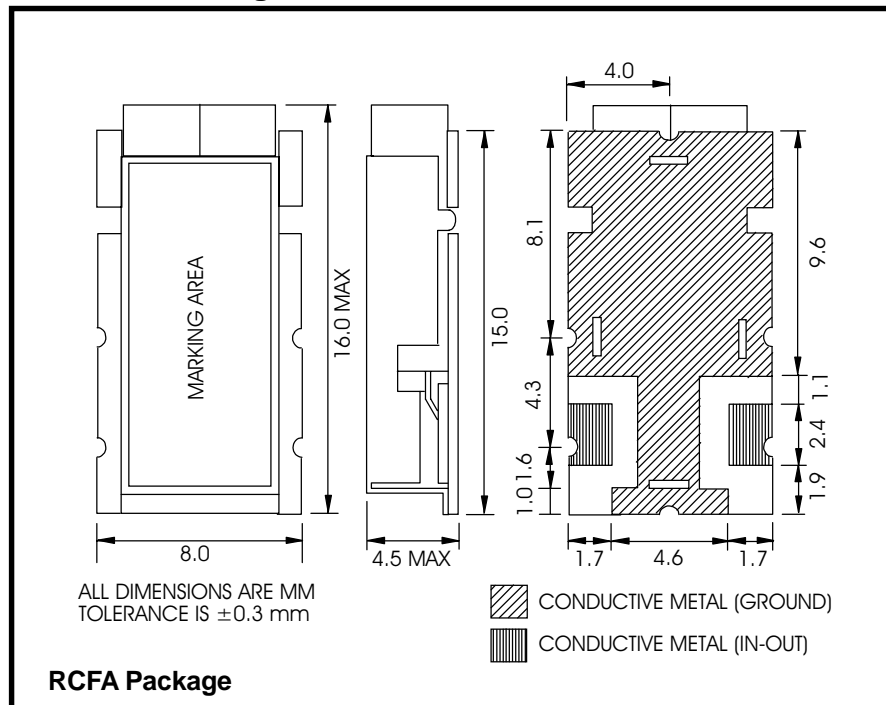 4.0
MARKING AREA
16.0 MAX
15.0
8.1
4.3
1.6
1.0
9.6
1.1
2.4
1.9
8.0
4.5 MAX
1.7
4.6
1.7
ALL DIMENSIONS ARE MM
TOLERANCE IS ±0.3 mm
CONDUCTIVE METAL (GROUND)
CONDUCTIVE METAL (IN-OUT)
RCFA Package